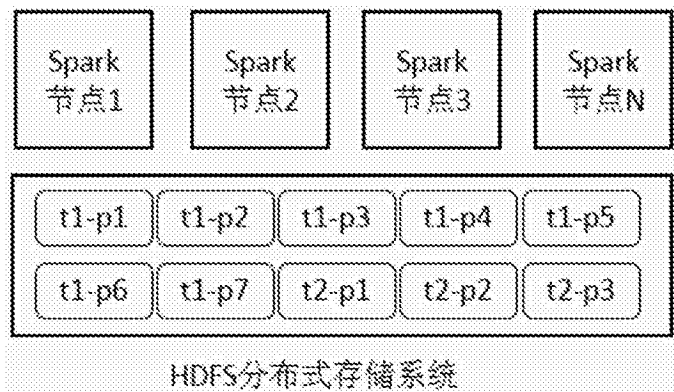 Spark
节点1
Spark
节点2
Spark
节点3
Spark
节点N
t1-p1 t1-p2 t1-p3 t1-p4 t1-p5
t1-p6 t1-p7 t2-p1 t2-p2 t2-p3
HDFS分布式存储系统